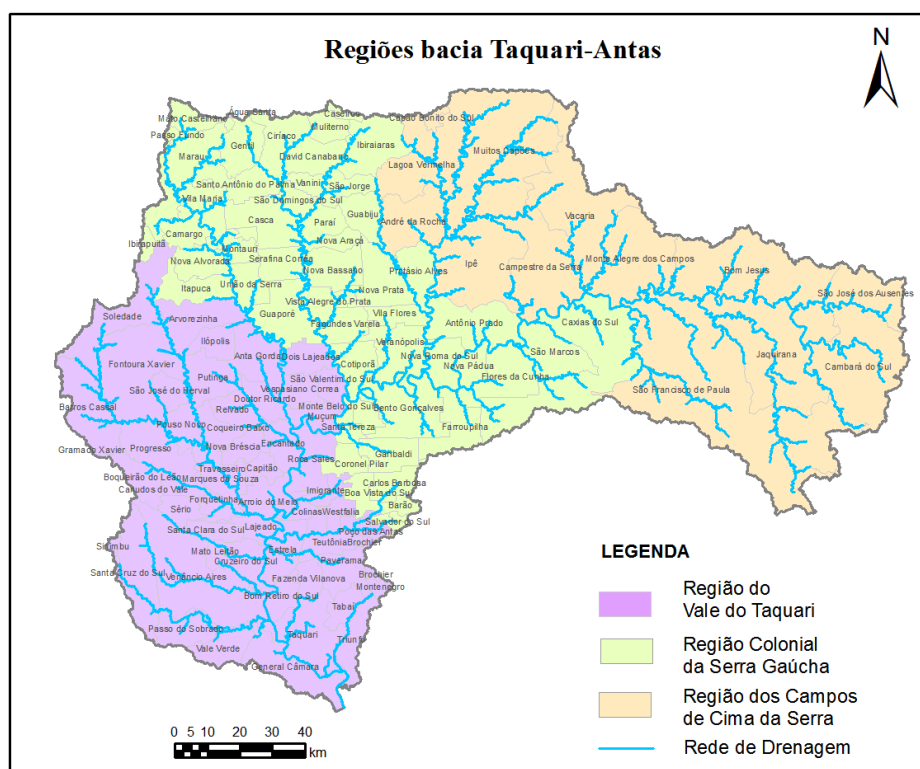 Regiões bacia Taquari-Antas
N
Água Santa
Mato Castelhano
Caseiros
Capão Bonito do Sul
Muliterno
Passo Fundo
Ciríaco
Gentil
Ibiraiaras
Muitos Capões
Marau
David Canabarro
Lagoa Vermelha
Santo Antônio do Palma
Vanini
São Jorge
Vila Maria
São Domingos do Sul
Guabiju
Vacaria
Casca
Paraí
André da Rocha
Camargo
Nova Araçá
Ibirapuitã
Montauri
Serafina Corrêa
Monte Alegre dos Campos
Bom Jesus
Nova Alvorada
Ipê
Campestre da Serra
Nova Bassano
Protásio Alves
Itapuca
União da Serra
Nova Prata
São José dos Ausentes
Vista Alegre do Prata
Soledade
Arvorezinha
Guaporé
Vila Flores
Fagundes Varela
Antônio Prado
Caxias do Sul
Ilópolis
Veranópolis
São Marcos
Jaquirana
Anta Gorda
Dois Lajeados
Nova Roma do Sul
Fontoura Xavier
Cotiporã
Nova Pádua
Cambará do Sul
Putinga
São Valentim do Sul
Flores da Cunha
São José do Herval
Vespasiano Correa
São Francisco de Paula
Doutor Ricardo
Barros Cassal
Relvado
Monte Belo do Sul
Bento Gonçalves
Muçum
Pouso Novo
Coqueiro Baixo
Santa Tereza
Farroupilha
Gramado Xavier
Progresso
Nova Bréscia
Encantado
Garibaldi
Roca Sales
Coronel Pilar
Travesseiro
Capitão
Boqueirão do Leão
Marques de Souza
Carlos Barbosa
Canudos do Vale
Imigrante
Boa Vista do Sul
Forquetinha
Arroio do Meio
Barão
Sério
Colinas
Westfalia
Salvador do Sul
Santa Clara do Sul
Lajeado
Poço das Antas
Teutônia
Brochier
Sinimbu
Mato Leitão
Estrela
Cruzeiro do Sul
Paverama
Santa Cruz do Sul
Venâncio Aires
Fazenda Vilanova
Brochier
Montenegro
Bom Retiro do Sul
Tabaí
Passo do Sobrado
Taquari
Triunfo
Vale Verde
General Câmara
LEGENDA
Região do
Vale do Taquari
Região Colonial
da Serra Gaúcha
Região dos Campos
de Cima da Serra
Rede de Drenagem
0 5 10 20 30 40
km